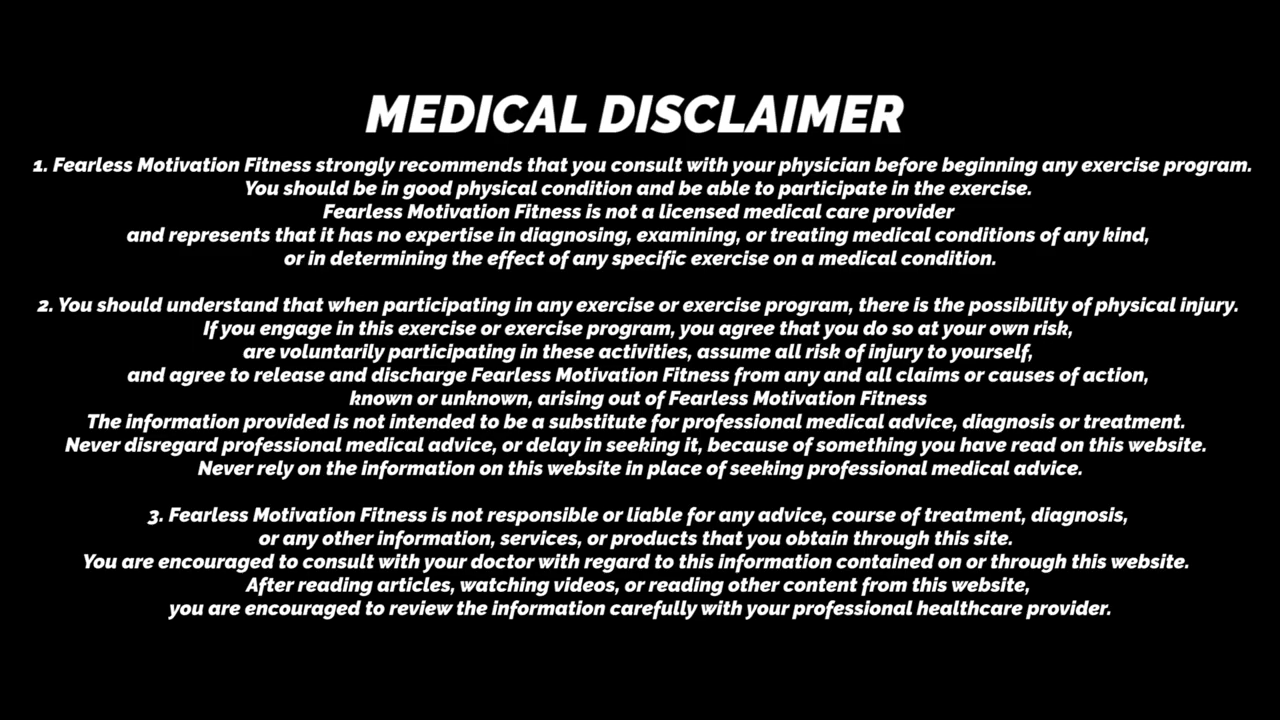 MEDICAL DISCLAIMER
1. Fearless Motivation Fitness strongly recommends that you consult with your physician before beginning any exercise program.
You should be in good physical condition and be able to participate in the exercise.
Fearless Motivation Fitness is not a licensed medical care provider
and represents that it has no expertise in diagnosing, examining, or treating medical conditions of any kind,
or in determining the effect of any specific exercise on a medical condition.
2. You should understand that when participating in any exercise or exercise program, there is the possibility of physical injury.
If you engage in this exercise or exercise program, you agree that you do so at your own risk,
are voluntarily participating in these activities, assume all risk of injury to yourself,
and agree to release and discharge Fearless Motivation Fitness from any and all claims or causes of action,
known or unknown, arising out of Fearless Motivation Fitness
The information provided is not intended to be a substitute for professional medical advice, diagnosis or treatment.
Never disregard professional medical advice, or delay in seeking it, because of something you have read on this website.
Never rely on the information on this website in place of seeking professional medical advice.
3. Fearless Motivation Fitness is not responsible or liable for any advice, course of treatment, diagnosis,
or any other information, services, or products that you obtain through this site.
You are encouraged to consult with your doctor with regard to this information contained on or through this website.
After reading articles, watching videos, or reading other content from this website,
you are encouraged to review the information carefully with your professional healthcare provider.